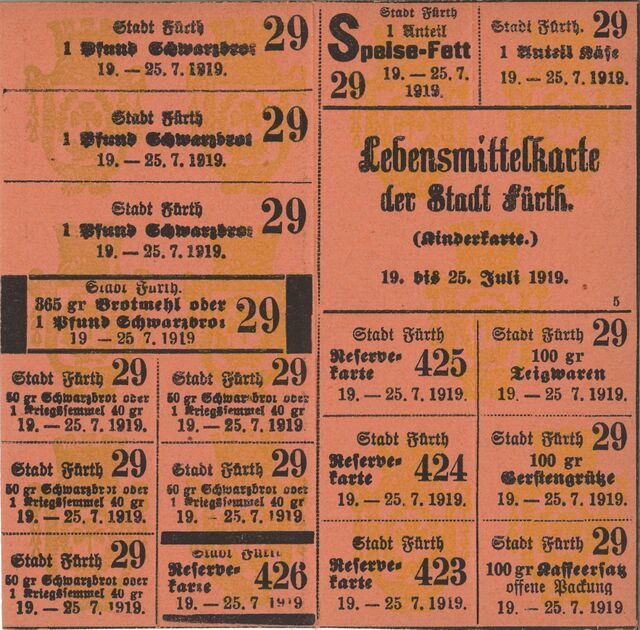 Stadt Fürth
1 Pfund Schwarzbrot 29
19. — 25. 7. 1919.
Stadt Fürth
1 Pfund Schwarzbrot 29
19. — 25. 7. 1919.
Stadt Fürth
1 Pfund Schwarzbrot 29
19. — 25. 7. 1919.
Stadt Fürth.
365 gr Brotmehl oder
1 Pfund Schwarzbrot 29
19 — 25 7. 1919
Stadt Fürth 29
50 gr Schwarzbrot oder
1 Kriegssemmel 40 gr
19. — 25. 7. 1919.
Stadt Fürth 29
50 gr Schwarzbrot oder
1 Kriegssemmel 40 gr
19. — 25. 7. 1919.
Stadt Fürth 29
50 gr Schwarzbrot oder
1 Kriegssemmel 40 gr
19. — 25. 7. 1919.
Stadt Fürth 29
50 gr Schwarzbrot oder
1 Kriegssemmel 40 gr
19. — 25. 7. 1919.
Stadt Fürth 29
50 gr Schwarzbrot oder
1 Kriegssemmel 40 gr
19. — 25. 7. 1919.
Stadt Fürth
Reserve-
karte 426
19. — 25 7 1919
Stadt Fürth
1 Anteil
Speise-Fett
29 19. — 25. 7.
1919.
Stadt Fürth. 29
1 Anteil Käse
19. — 25. 7. 1919.
Lebensmittelkarte
der Stadt Fürth.
(Kinderkarte.)
19. bis 25. Juli 1919.
5
Stadt Fürth
Reserve-
karte 425
19. — 25. 7. 1919.
Stadt Fürth 29
100 gr
Teigwaren
19. — 25. 7. 1919.
Stadt Fürth
Reserve-
karte 424
19. — 25. 7. 1919.
Stadt Fürth 29
100 gr
Gerstengrütze
19. — 25. 7. 1919.
Stadt Fürth
Reserve-
karte 423
19. — 25. 7. 1919.
Stadt Fürth 29
100 gr Kaffeersatz
offene Packung
19. — 25. 7. 1919.